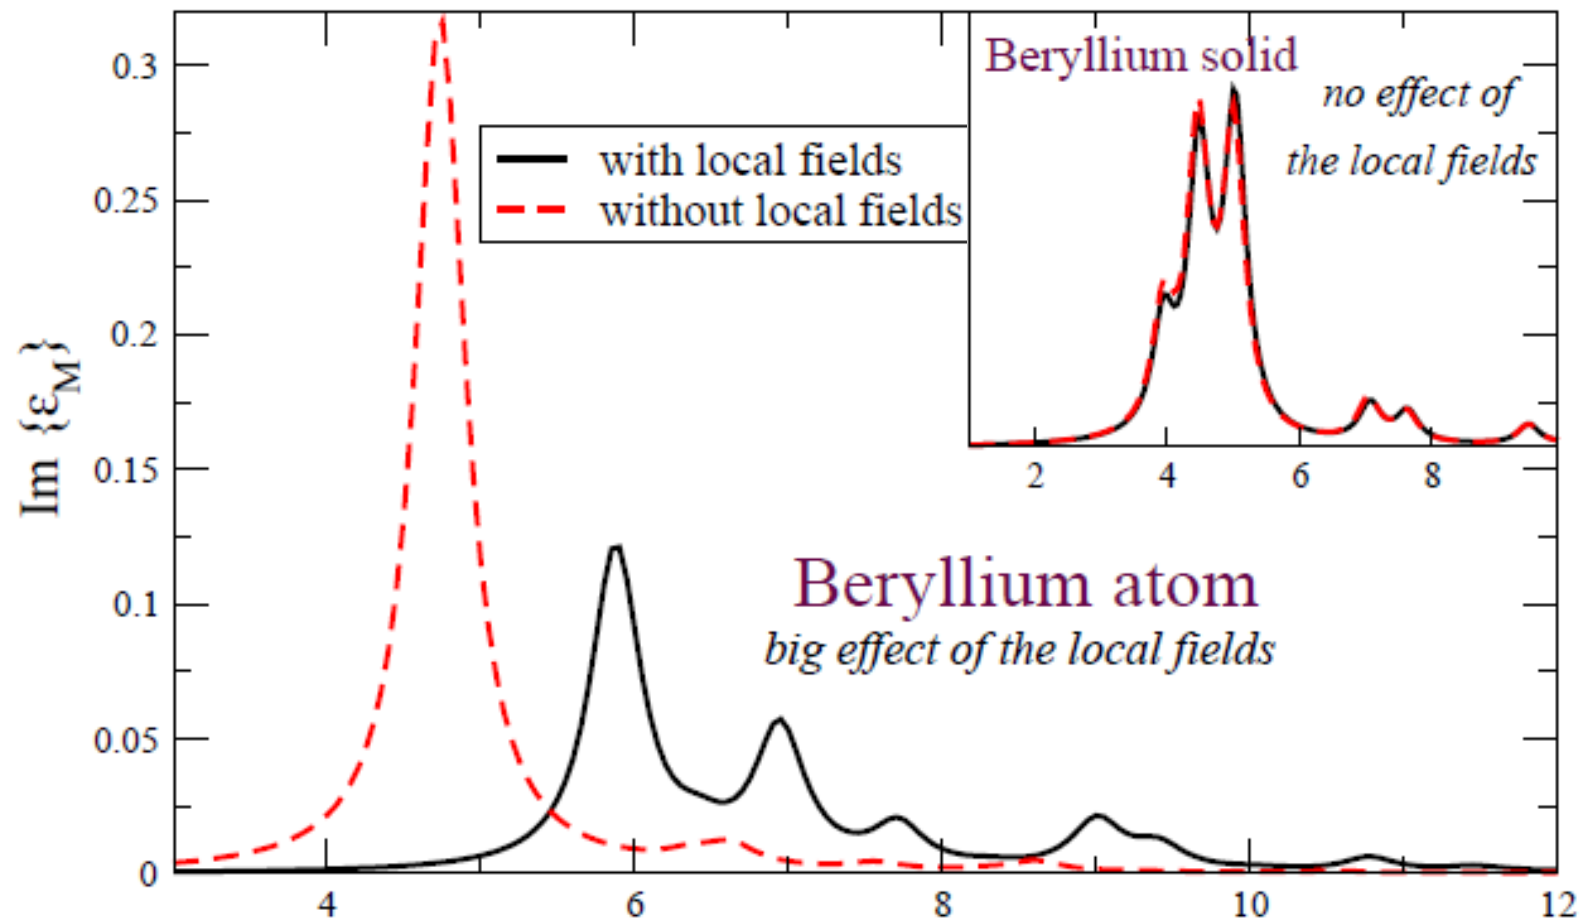 Beryllium solid
no effect of
the local fields
with local fields
without local fields
Beryllium atom
big effect of the local fields
Im {εM}
0.3
0.25
0.2
0.15
0.1
0.05
0
2 4 6 8
4 6 8 10 12